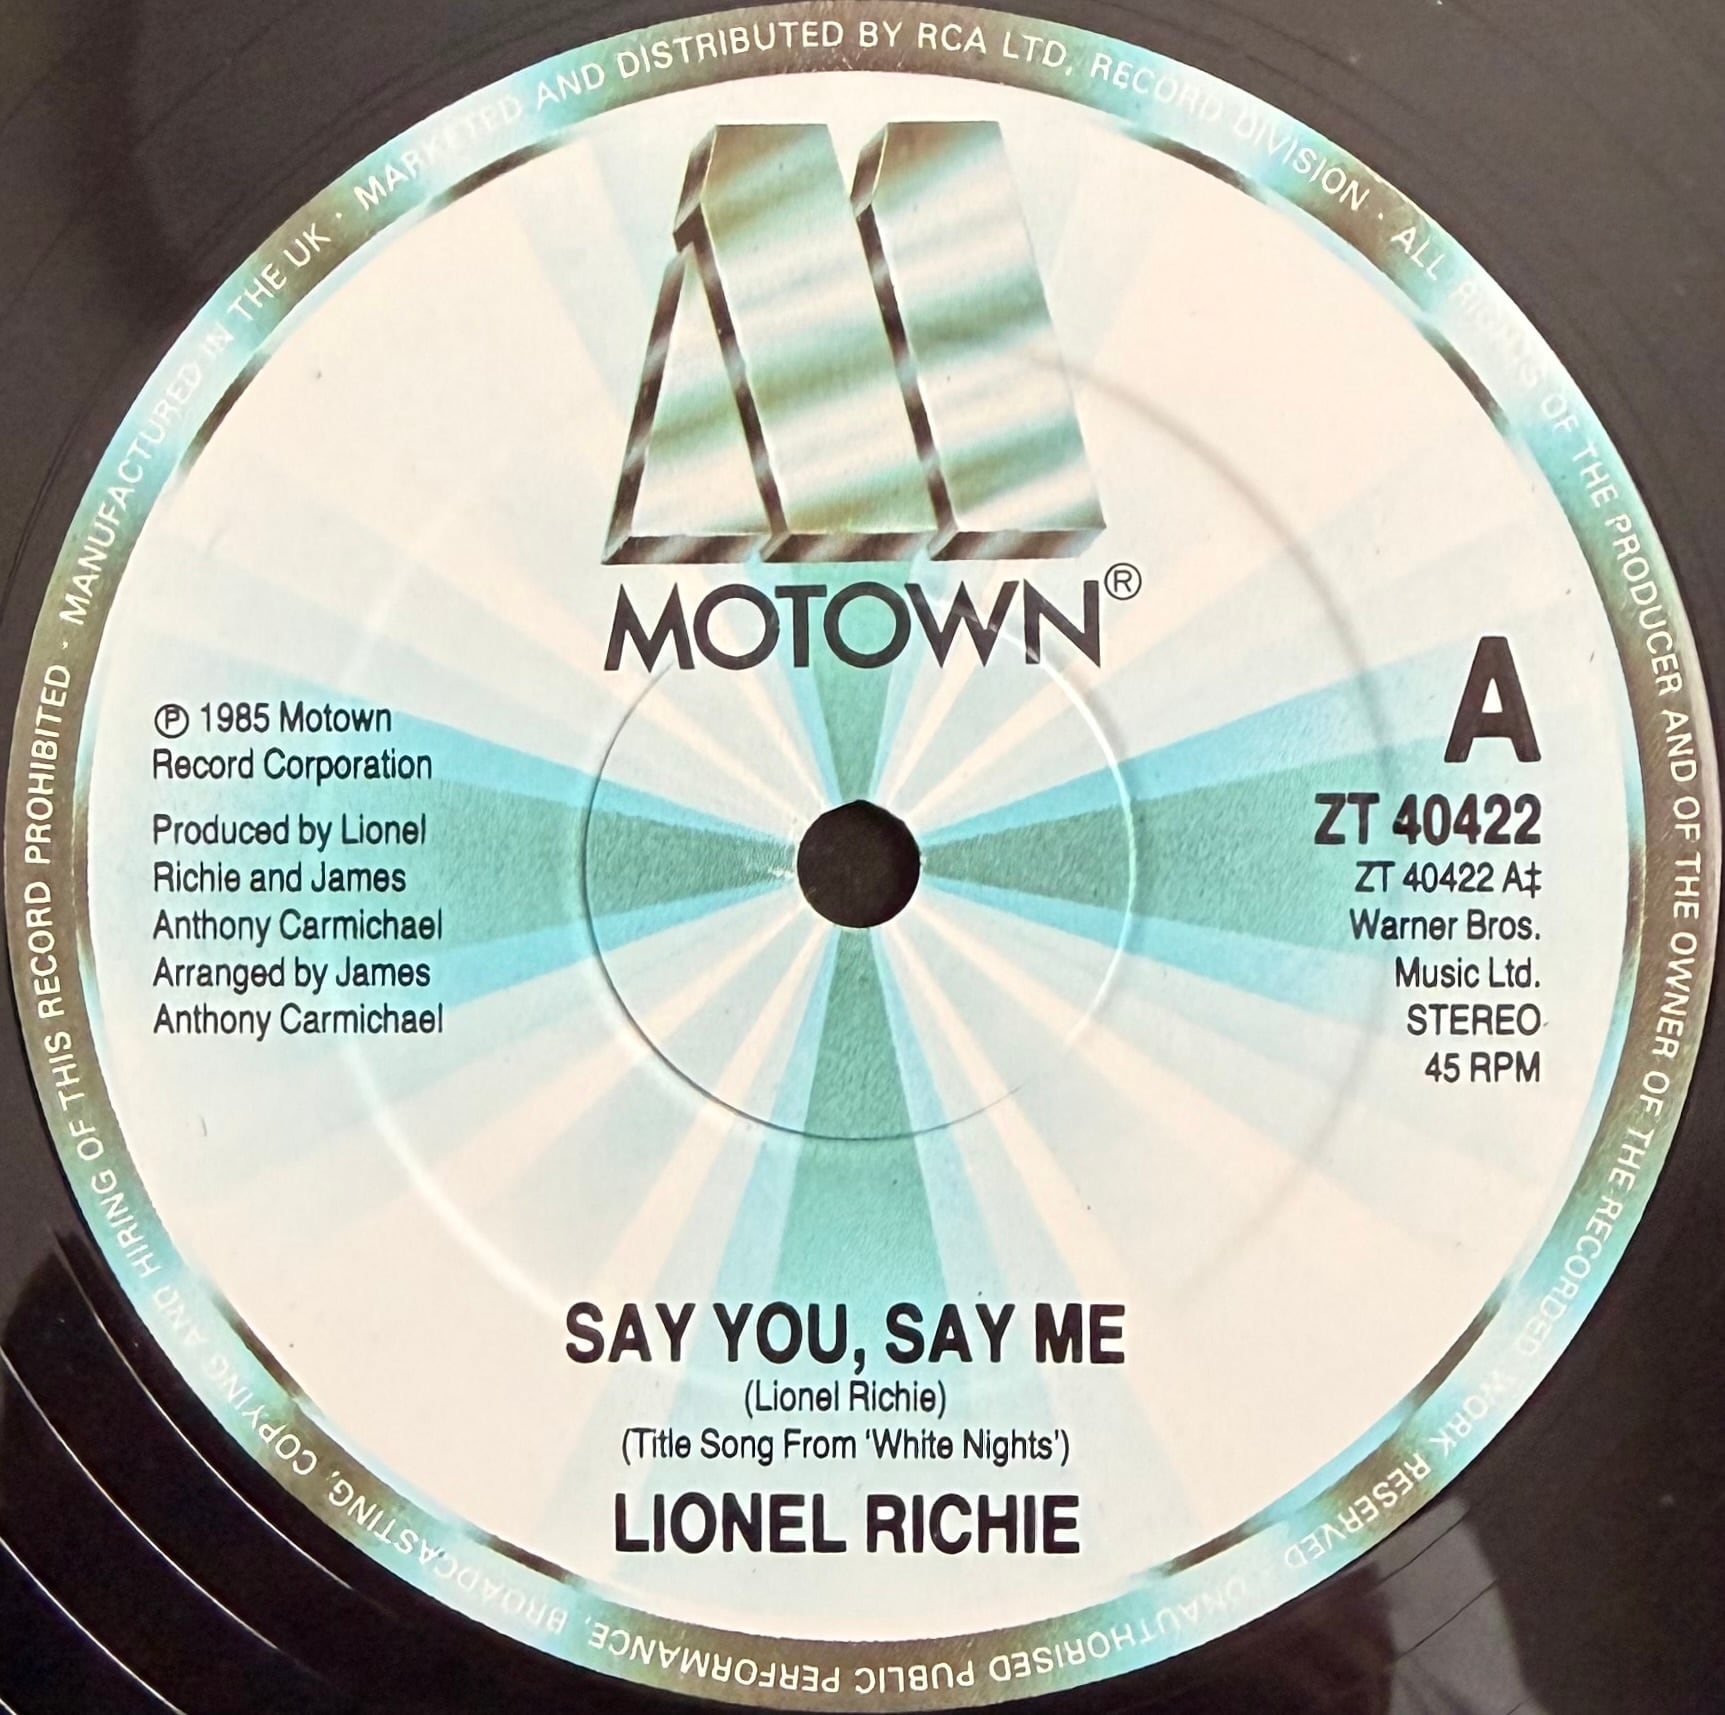 MANUFACTURED IN THE UK · MARKETED AND DISTRIBUTED BY RCA LTD, RECORD DIVISION · ALL RIGHTS OF THE PRODUCER AND OF THE OWNER OF THE RECORDED WORK RESERVED · UNAUTHORISED PUBLIC PERFORMANCE, BROADCASTING, COPYING AND HIRING OF THIS RECORD PROHIBITED ·
MOTOWN®
℗ 1985 Motown
Record Corporation
Produced by Lionel
Richie and James
Anthony Carmichael
Arranged by James
Anthony Carmichael
A
ZT 40422
ZT 40422 A‡
Warner Bros.
Music Ltd.
STEREO
45 RPM
SAY YOU, SAY ME
(Lionel Richie)
(Title Song From ‘White Nights’)
LIONEL RICHIE